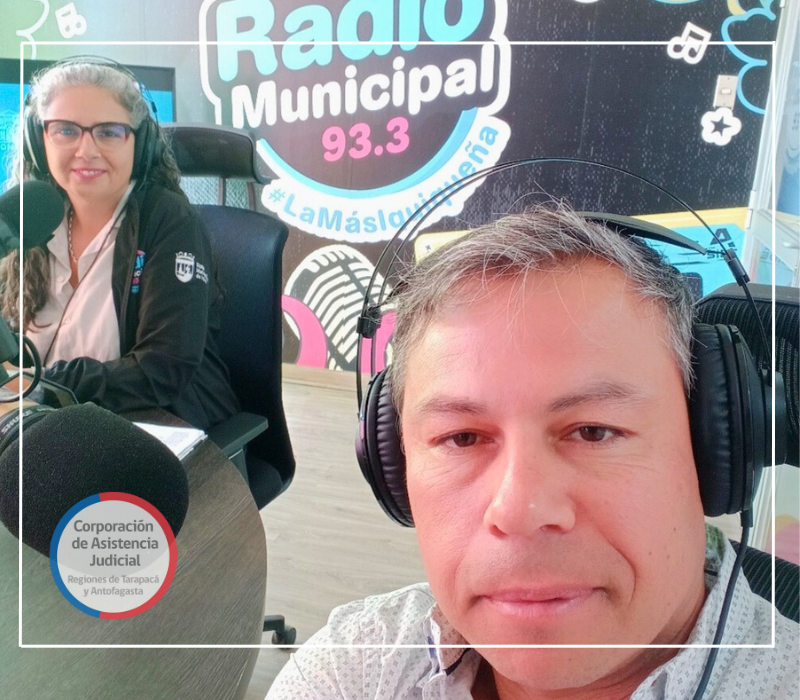 Radio
Municipal
93.3
#LaMásIquiqueña
Corporación
de Asistencia
Judicial
Regiones de Tarapacá
y Antofagasta